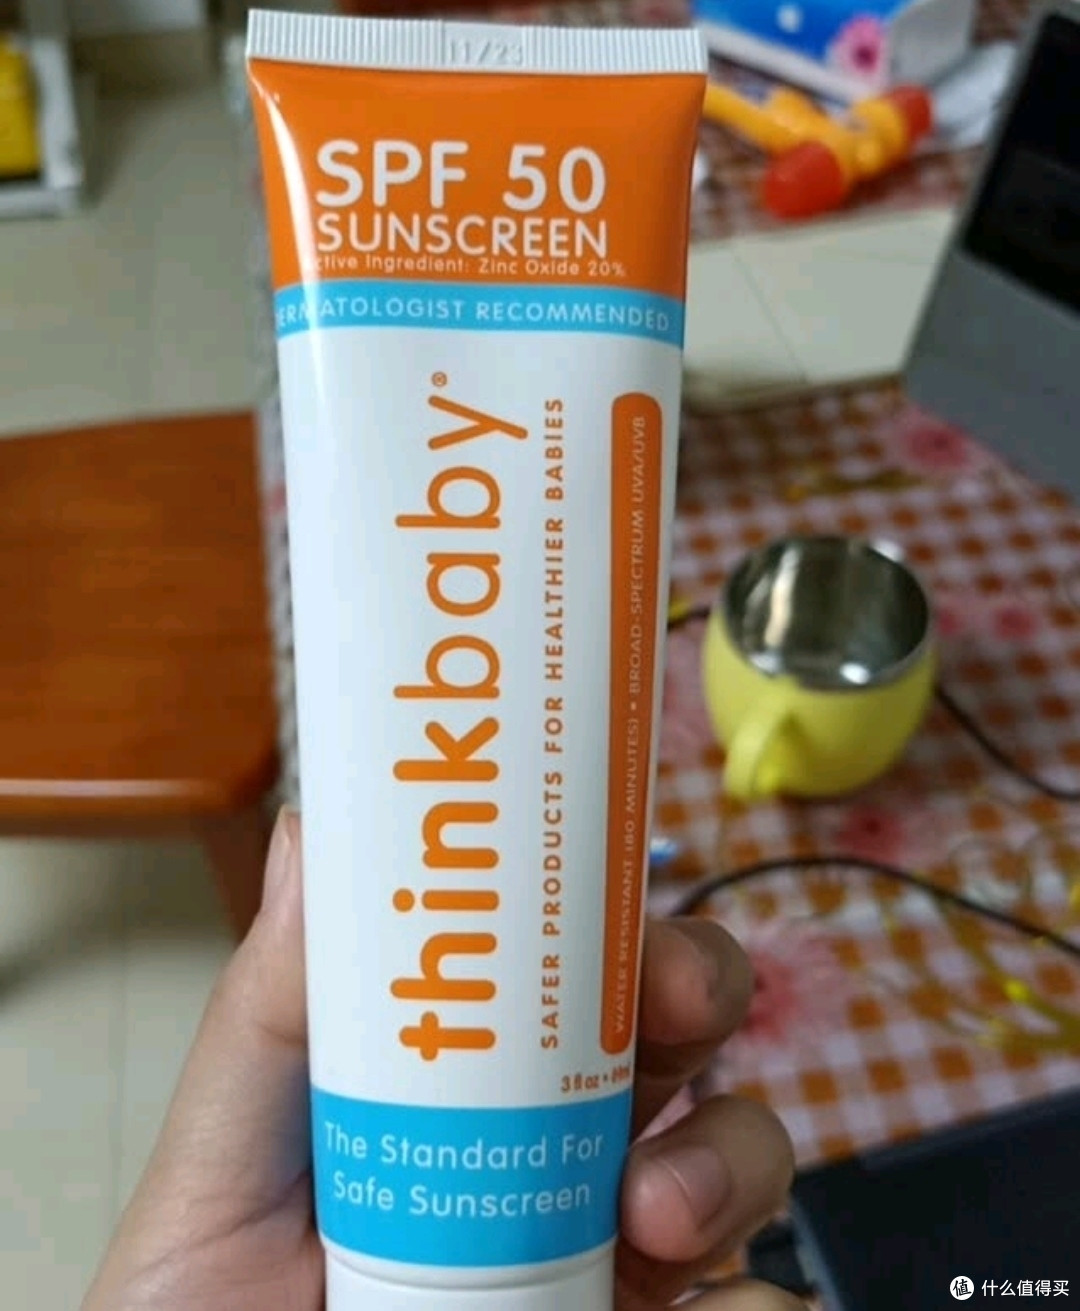 11/23
SPF 50
SUNSCREEN
ctive Ingredient: Zinc Oxide 20%
DERMATOLOGIST RECOMMENDED
thinkbaby®
SAFER PRODUCTS FOR HEALTHIER BABIES
WATER RESISTANT (80 MINUTES) • BROAD-SPECTRUM UVA/UVB
3 fl oz • 89ml
The Standard For
Safe Sunscreen
值 什么值得买